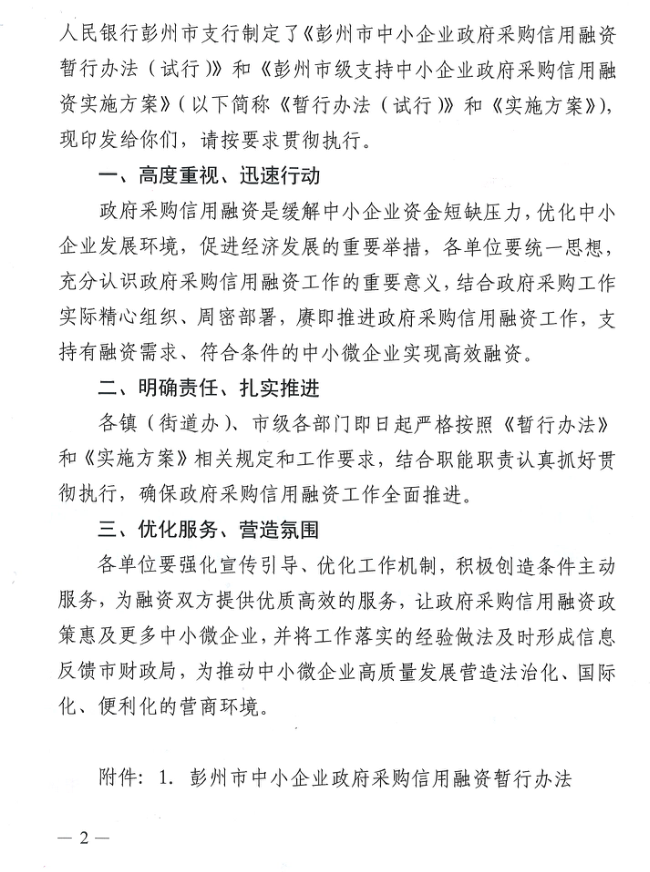 人民银行彭州市支行制定了《彭州市中小企业政府采购信用融资
暂行办法（试行）》和《彭州市级支持中小企业政府采购信用融
资实施方案》（以下简称《暂行办法（试行）》和《实施方案》），
现印发给你们，请按要求贯彻执行。
一、高度重视、迅速行动
政府采购信用融资是缓解中小企业资金短缺压力，优化中小
企业发展环境，促进经济发展的重要举措，各单位要统一思想，
充分认识政府采购信用融资工作的重要意义，结合政府采购工作
实际精心组织、周密部署，赓即推进政府采购信用融资工作，支
持有融资需求、符合条件的中小微企业实现高效融资。
二、明确责任、扎实推进
各镇（街道办）、市级各部门即日起严格按照《暂行办法》
和《实施方案》相关规定和工作要求，结合职能职责认真抓好贯
彻执行，确保政府采购信用融资工作全面推进。
三、优化服务、营造氛围
各单位要强化宣传引导、优化工作机制，积极创造条件主动
服务，为融资双方提供优质高效的服务，让政府采购信用融资政
策惠及更多中小微企业，并将工作落实的经验做法及时形成信息
反馈市财政局，为推动中小微企业高质量发展营造法治化、国际
化、便利化的营商环境。
附件：1. 彭州市中小企业政府采购信用融资暂行办法
— 2 —